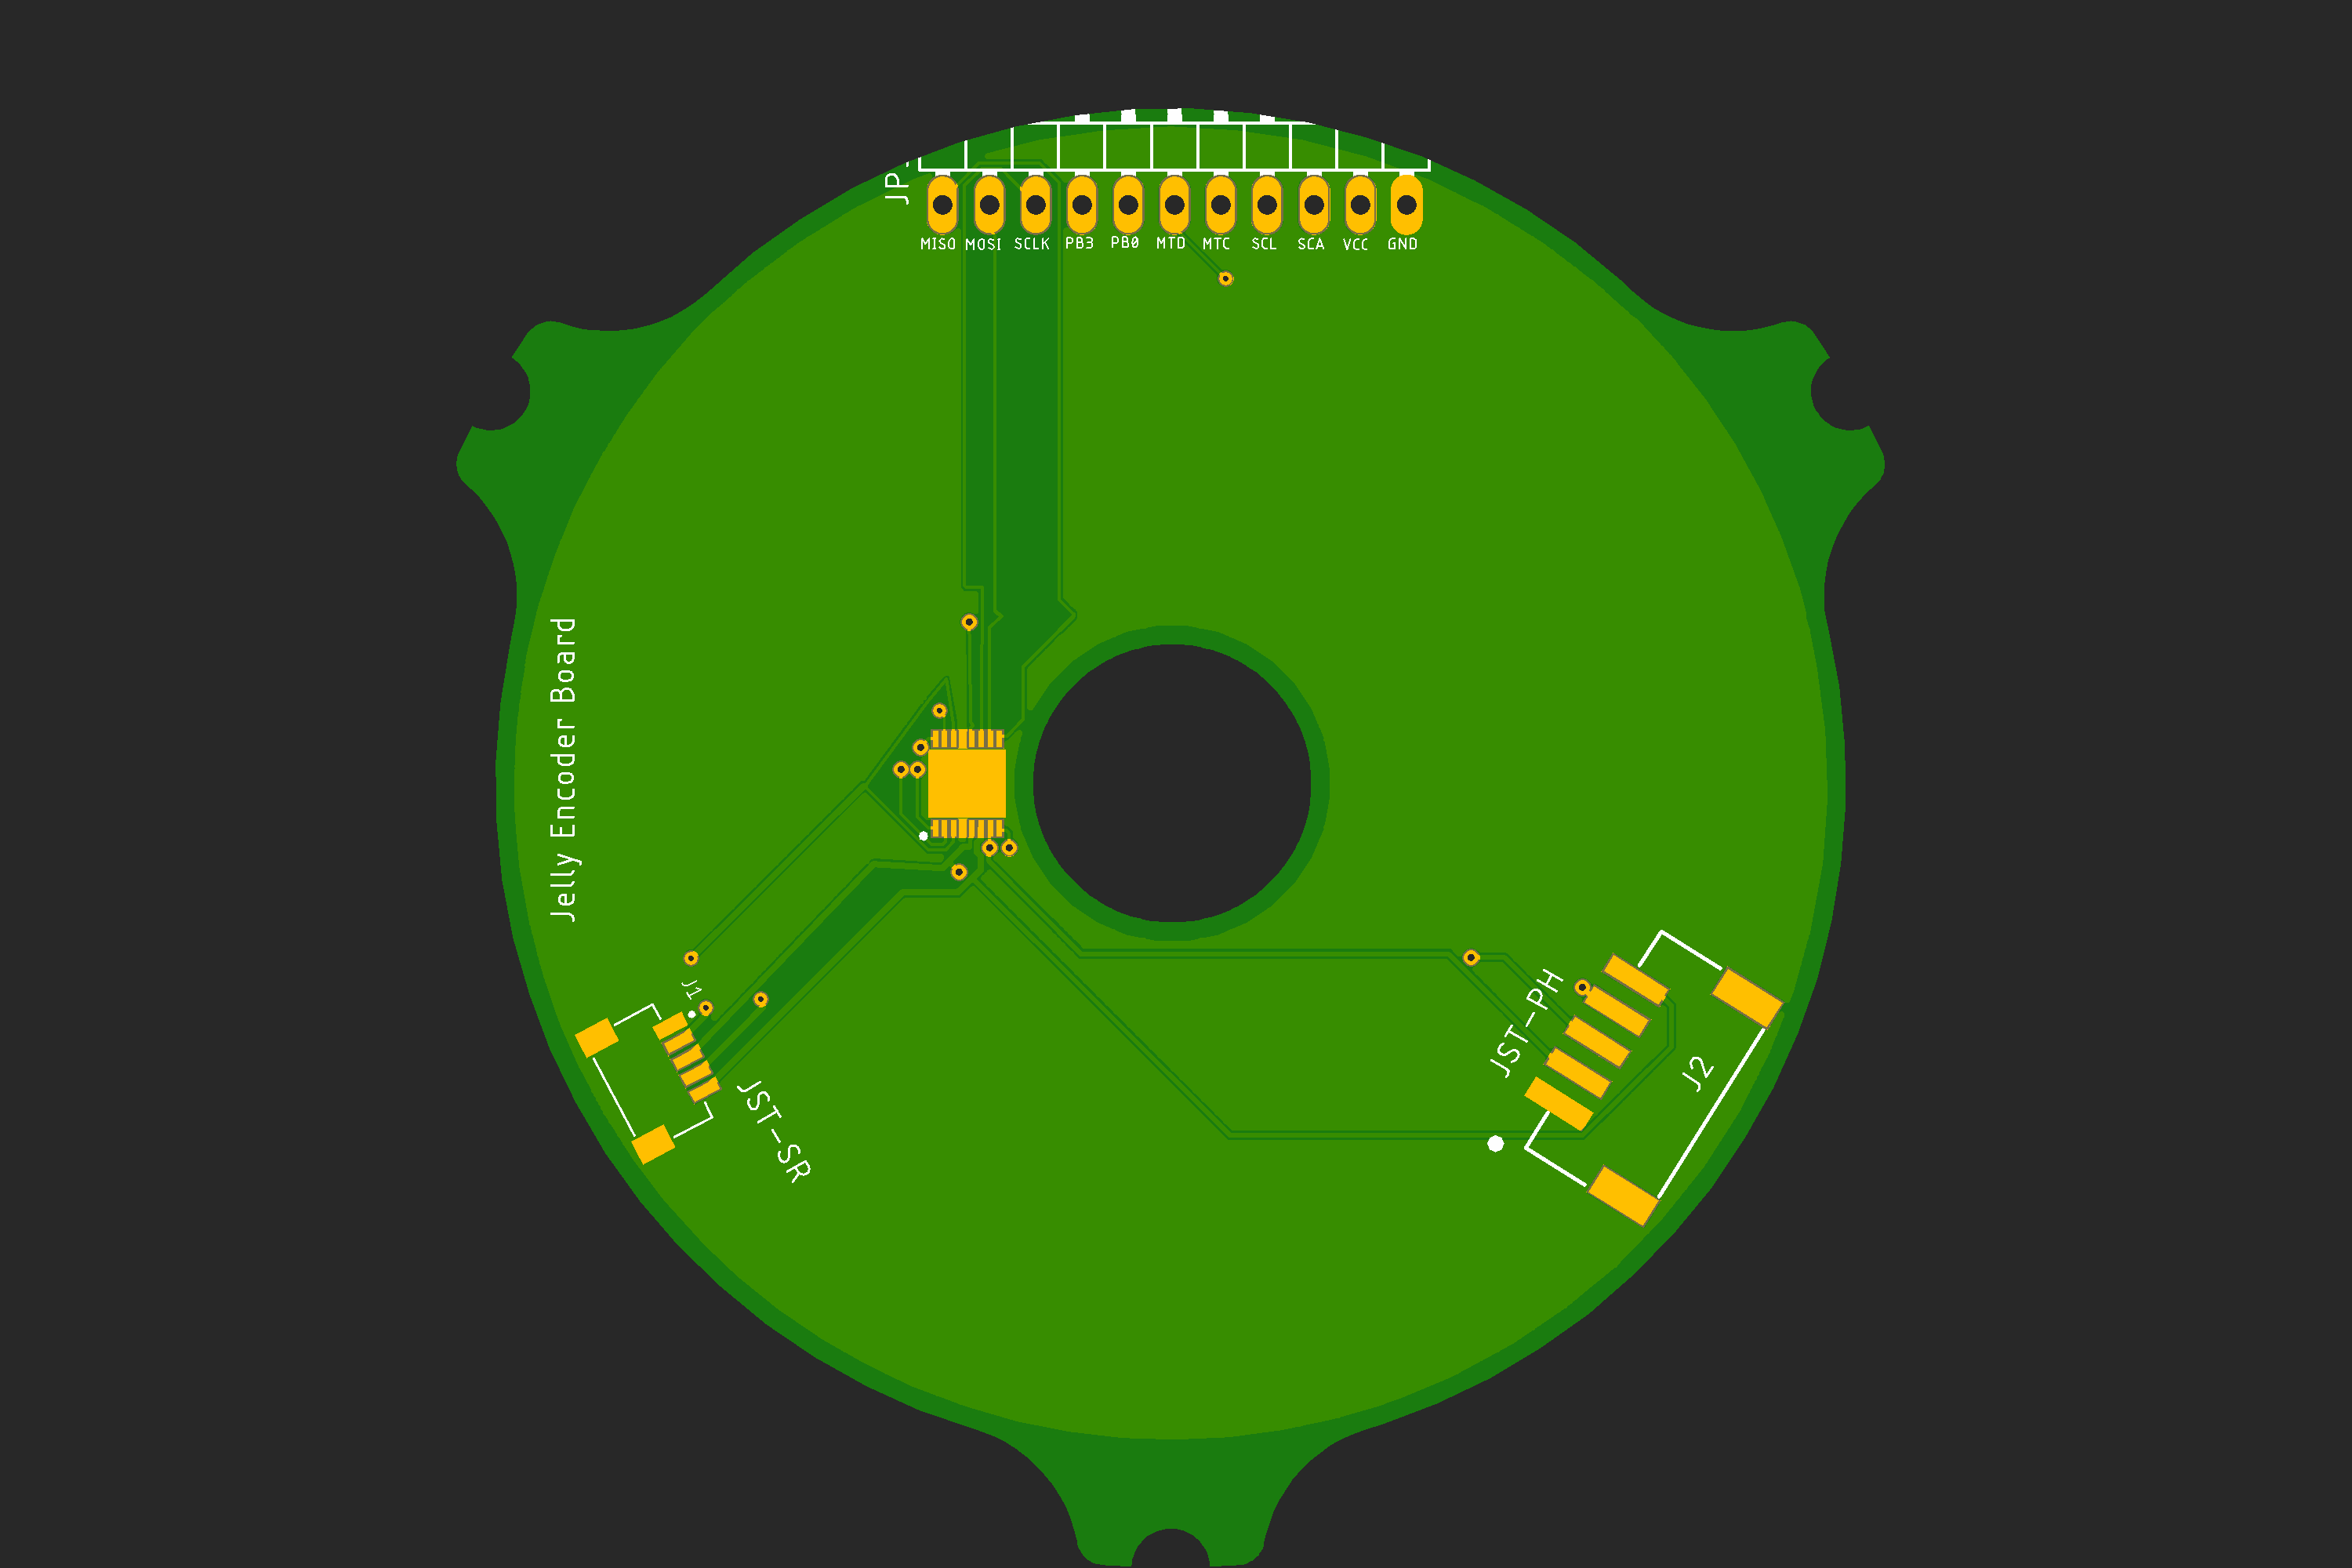 JP
MISO MOSI SCLK PB3 PB0 MTD MTC SCL SCA VCC GND
Jelly Encoder Board
J1
JST-SR
JST-PH
J2